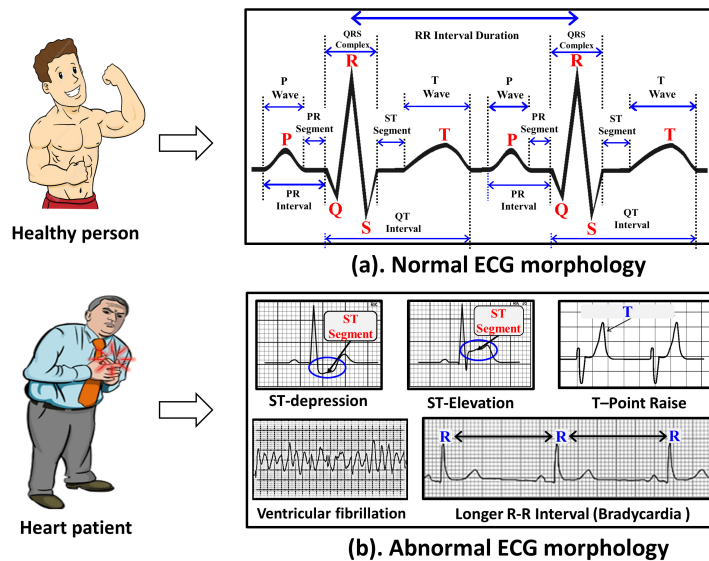 QRS
Complex
RR Interval Duration
QRS
Complex
R
R
P
Wave
T
Wave
P
Wave
T
Wave
PR
Segment
ST
Segment
PR
Segment
ST
Segment
P
T
P
T
PR
Interval
PR
Interval
Q
S
Q
S
QT
Interval
QT
Interval
Healthy person
(a). Normal ECG morphology
ST
Segment
ST
Segment
T
ST-depression
ST-Elevation
T–Point Raise
R
R
R
Ventricular fibrillation
Longer R-R Interval (Bradycardia )
Heart patient
(b). Abnormal ECG morphology